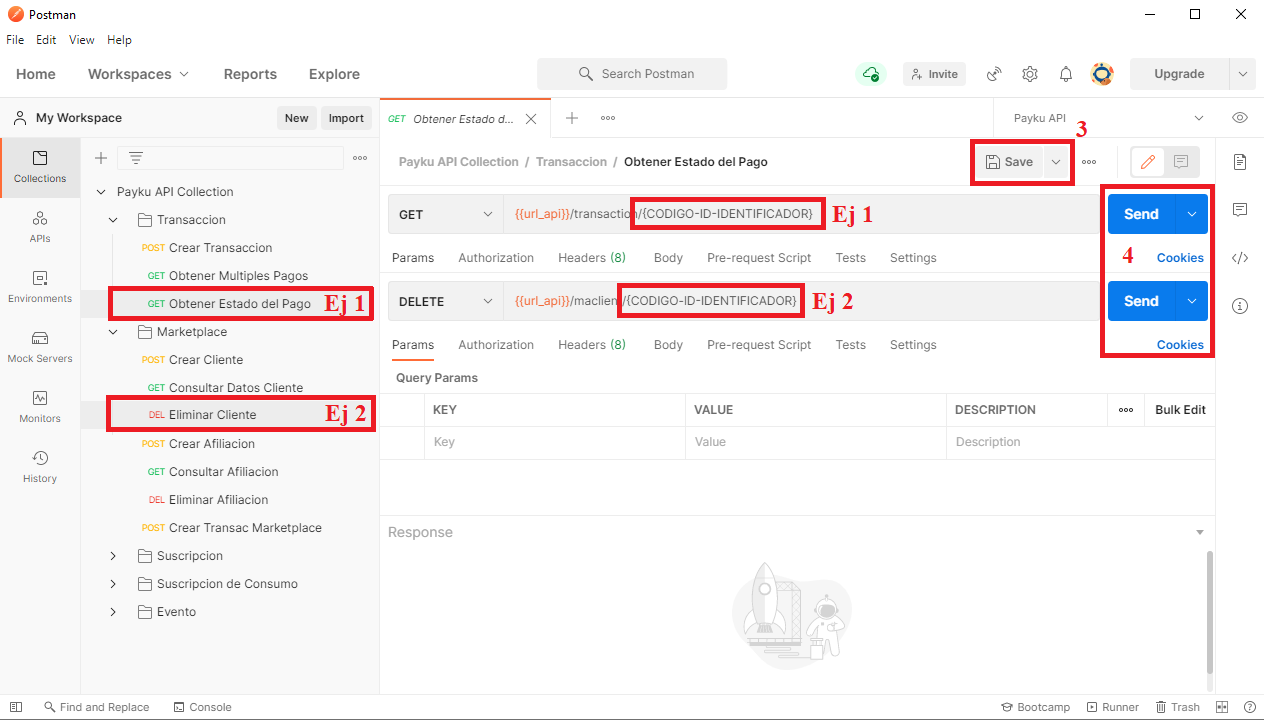 Postman
File Edit View Help
Home Workspaces Reports Explore Search Postman Invite Upgrade
My Workspace New Import
GET Obtener Estado d... Payku API
3
Collections
APIs
Environments
Mock Servers
Monitors
History
Payku API Collection
Transaccion
POST Crear Transaccion
GET Obtener Multiples Pagos
GET Obtener Estado del Pago Ej 1
Marketplace
POST Crear Cliente
GET Consultar Datos Cliente
DEL Eliminar Cliente Ej 2
POST Crear Afiliacion
GET Consultar Afiliacion
DEL Eliminar Afiliacion
POST Crear Transac Marketplace
Suscripcion
Suscripcion de Consumo
Evento
Payku API Collection / Transaccion / Obtener Estado del Pago Save
GET {{url_api}}/transaction/{CODIGO-ID-IDENTIFICADOR} Ej 1 Send
Params Authorization Headers (8) Body Pre-request Script Tests Settings 4 Cookies
DELETE {{url_api}}/maclient/{CODIGO-ID-IDENTIFICADOR} Ej 2 Send
Params Authorization Headers (8) Body Pre-request Script Tests Settings Cookies
Query Params
KEY VALUE DESCRIPTION Bulk Edit
Key Value Description
Response
Find and Replace Console Bootcamp Runner Trash